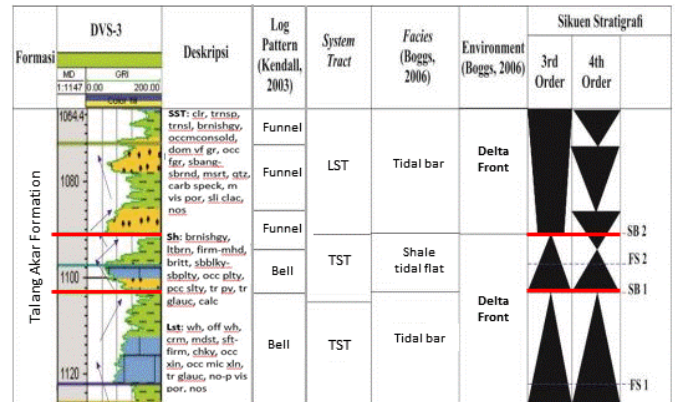 Formasi
DVS-3
MD
GRI
1:1147
0.00
200.00
Color fill
Deskripsi
Log
Pattern
(Kendall,
2003)
System
Tract
Facies
(Boggs,
2006)
Environment
(Boggs, 2006)
Sikuen Stratigrafi
3rd
Order
4th
Order
Talang Akar Formation
1064.4
1080
1100
1120
SST: clr, trnsp,
trnsl, brnishgy,
occmconsold,
dom vf gr, occ
fgr, sbang-
sbrnd, msrt, qtz,
carb speck, m
vis por, sli clac,
nos
Sh: brnishgy,
ltbrn, firm-mhd,
britt, sbblky-
sbplty, occ plty,
pcc slty, tr py, tr
glauc, calc
Lst: wh, off wh,
crm, mdst, sft-
firm, chky, occ
xln, occ mic xln,
tr glauc, no-p vis
por, nos
Funnel
Funnel
Funnel
Bell
Bell
LST
TST
TST
Tidal bar
Shale
tidal flat
Tidal bar
Delta
Front
Delta
Front
SB 2
FS 2
SB 1
FS 1